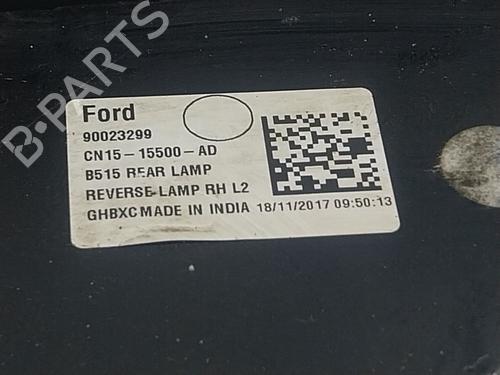 B-PARTS
Ford
90023299
CN15-15500-AD
B515 REAR LAMP
REVERSE LAMP RH L2
GHBXC MADE IN INDIA 18/11/2017 09:50:13